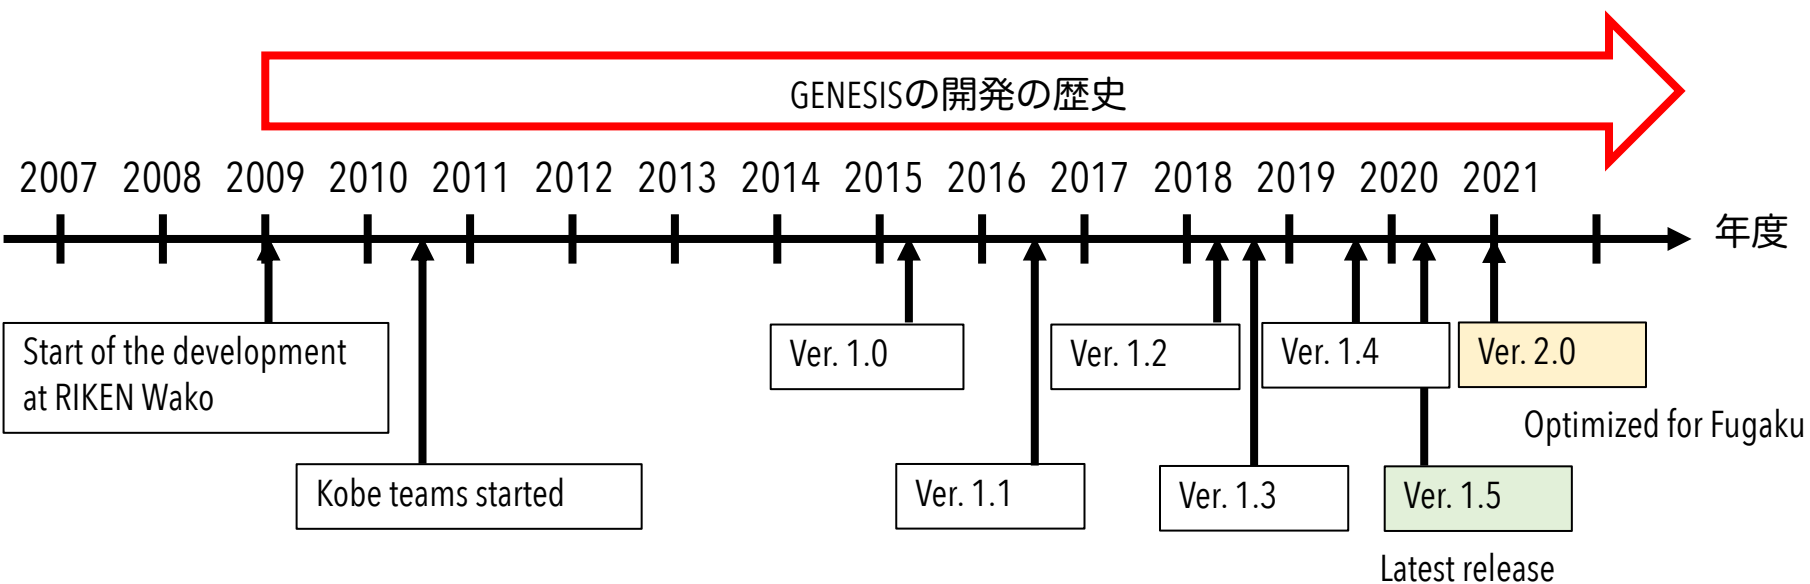 GENESISの開発の歴史
2007 2008 2009 2010 2011 2012 2013 2014 2015 2016 2017 2018 2019 2020 2021
年度
Start of the development
at RIKEN Wako
Ver. 1.0
Ver. 1.2
Ver. 1.4
Ver. 2.0
Optimized for Fugaku
Kobe teams started
Ver. 1.1
Ver. 1.3
Ver. 1.5
Latest release